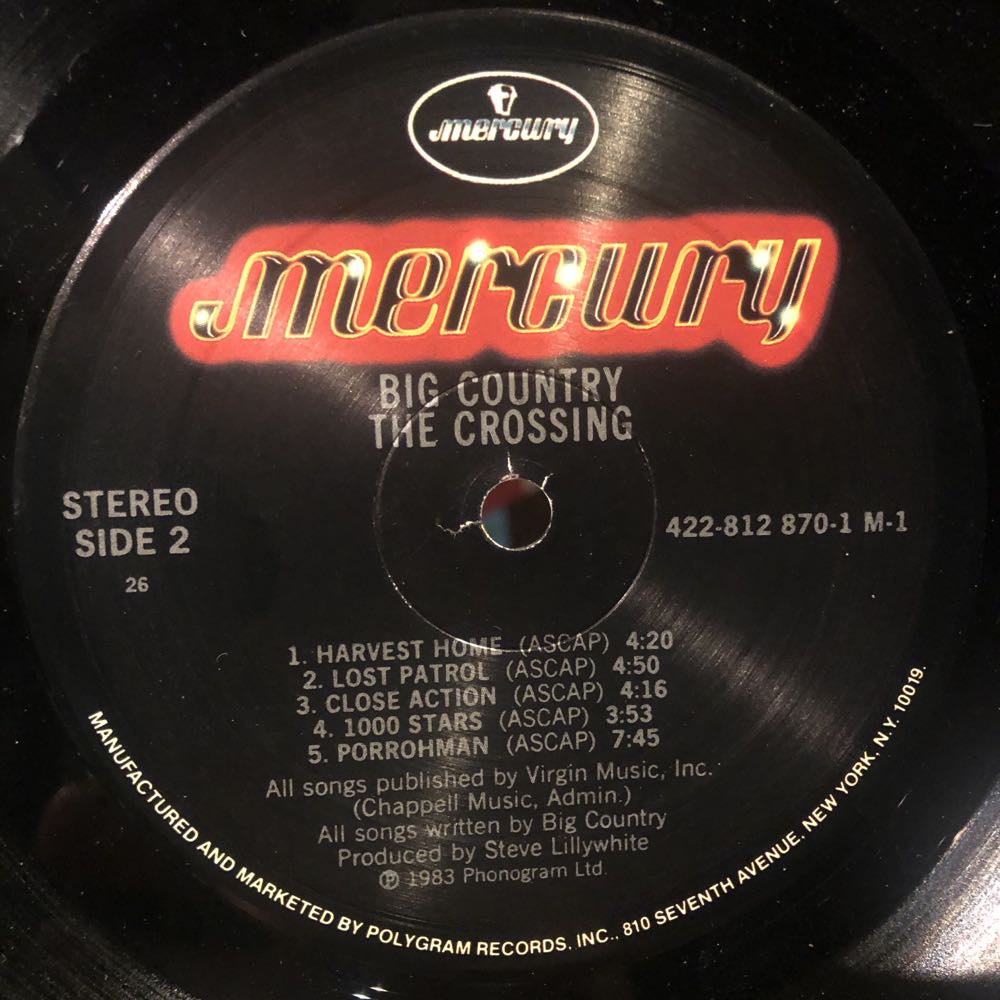 mercury
mercury
BIG COUNTRY
THE CROSSING
STEREO
SIDE 2
26
422-812 870-1 M-1
1. HARVEST HOME (ASCAP) 4:20
2. LOST PATROL (ASCAP) 4:50
3. CLOSE ACTION (ASCAP) 4:16
4. 1000 STARS (ASCAP) 3:53
5. PORROHMAN (ASCAP) 7:45
All songs published by Virgin Music, Inc.
(Chappell Music, Admin.)
All songs written by Big Country
Produced by Steve Lillywhite
℗ 1983 Phonogram Ltd.
MANUFACTURED AND MARKETED BY POLYGRAM RECORDS, INC., 810 SEVENTH AVENUE, NEW YORK, N.Y. 10019.